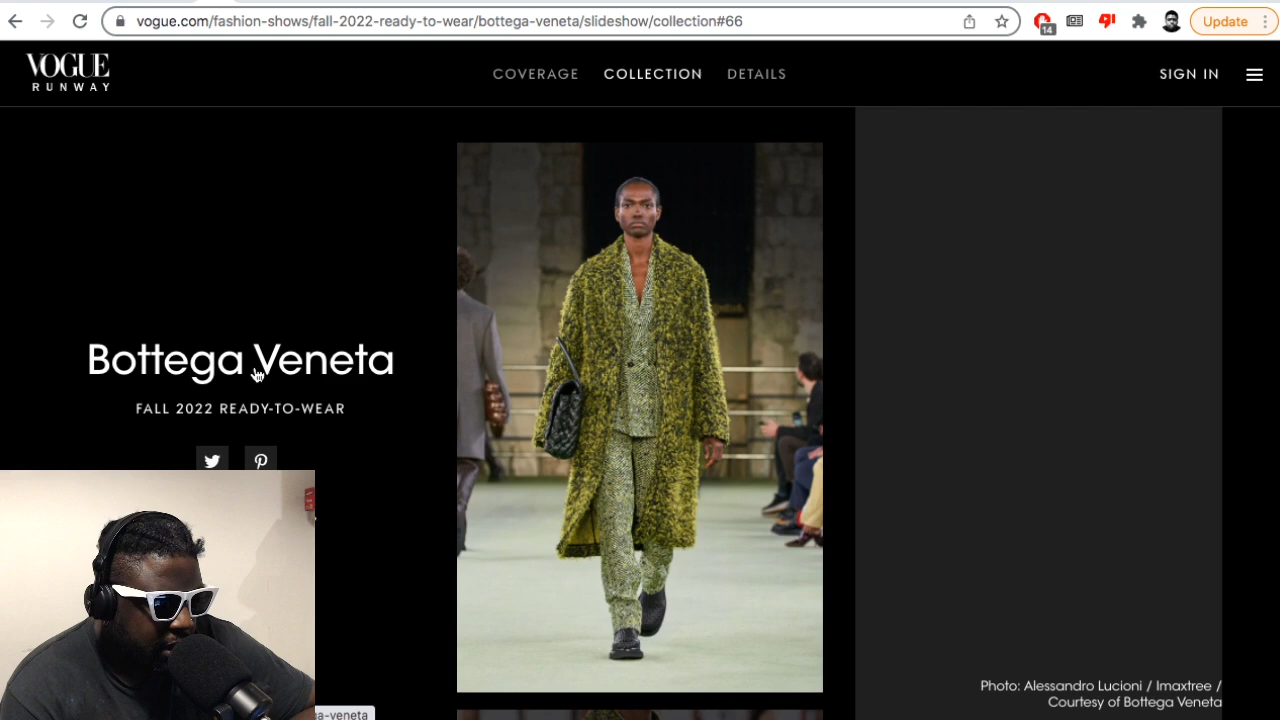 vogue.com/fashion-shows/fall-2022-ready-to-wear/bottega-veneta/slideshow/collection#66
14
Update
VOGUE
RUNWAY
COVERAGE
COLLECTION
DETAILS
SIGN IN
Bottega Veneta
FALL 2022 READY-TO-WEAR
Photo: Alessandro Lucioni / Imaxtree /
Courtesy of Bottega Veneta
ga-veneta